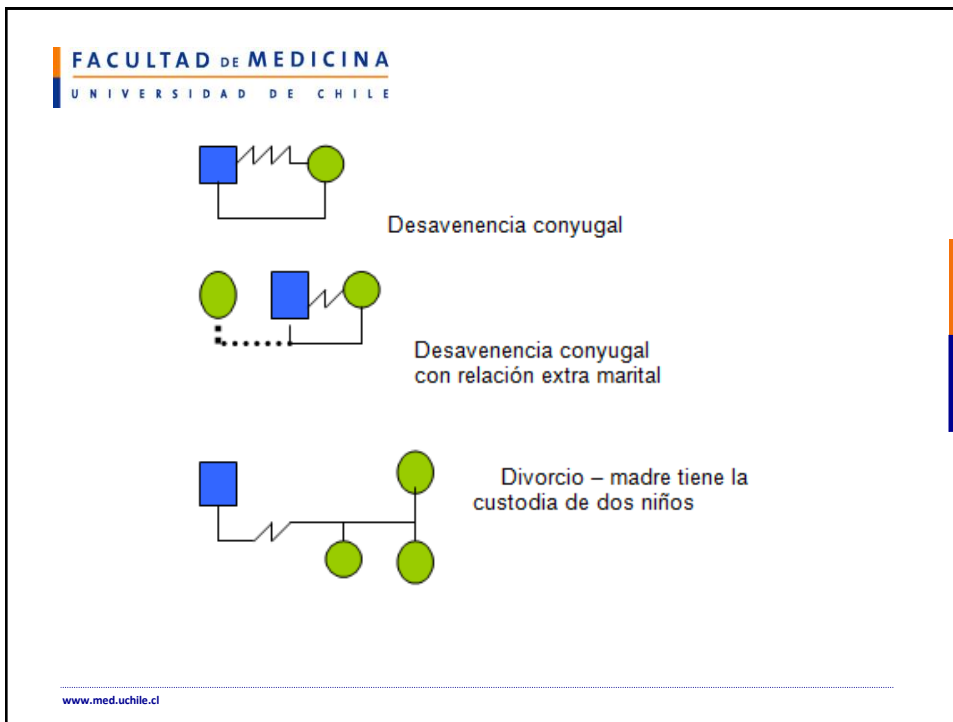 FACULTAD DE MEDICINA
UNIVERSIDAD DE CHILE
Desavenencia conyugal
Desavenencia conyugal
con relación extra marital
Divorcio – madre tiene la
custodia de dos niños
www.med.uchile.cl